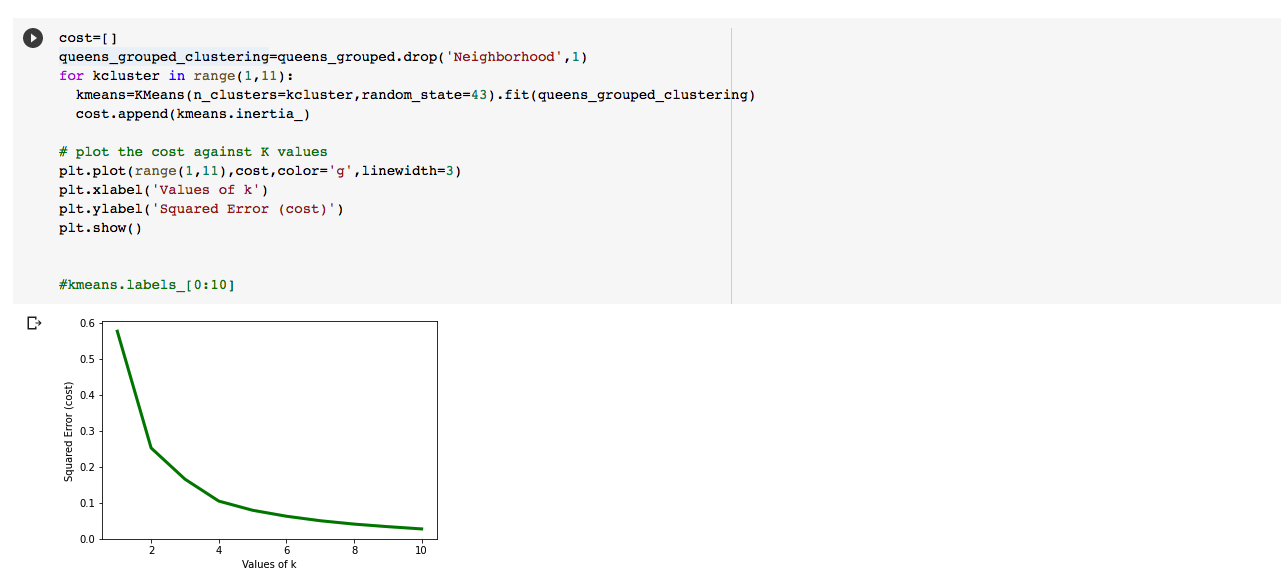 cost=[]
queens_grouped_clustering=queens_grouped.drop('Neighborhood',1)
for kcluster in range(1,11):
  kmeans=KMeans(n_clusters=kcluster,random_state=43).fit(queens_grouped_clustering)
  cost.append(kmeans.inertia_)
# plot the cost against K values
plt.plot(range(1,11),cost,color='g',linewidth=3)
plt.xlabel('Values of k')
plt.ylabel('Squared Error (cost)')
plt.show()
#kmeans.labels_[0:10]
0.6
0.5
0.4
0.3
0.2
0.1
0.0
Squared Error (cost)
2 4 6 8 10
Values of k